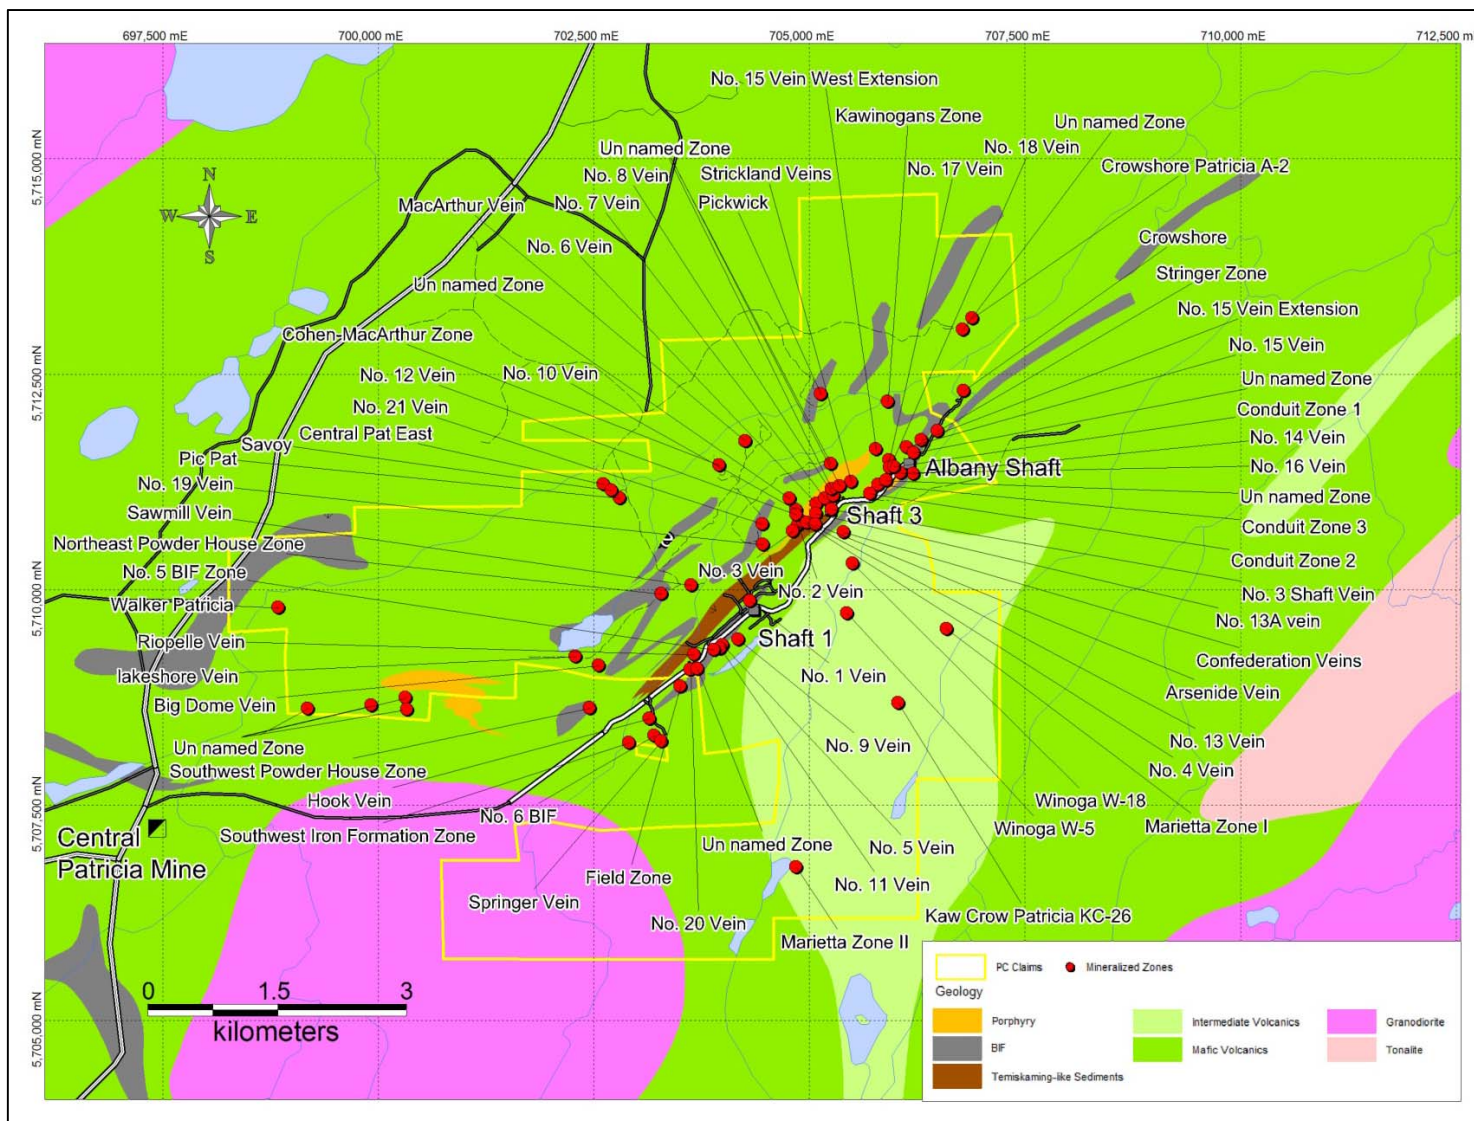 697,500 mE
700,000 mE
702,500 mE
705,000 mE
707,500 mE
710,000 mE
712,500 mE
5,715,000 mN
5,712,500 mN
5,710,000 mN
5,707,500 mN
5,705,000 mN
N
W
E
S
No. 15 Vein West Extension
Kawinogans Zone
Un named Zone
No. 18 Vein
Un named Zone
No. 8 Vein
Strickland Veins
No. 17 Vein
Crowshore Patricia A-2
MacArthur Vein
No. 7 Vein
Pickwick
No. 6 Vein
Crowshore
Un named Zone
Stringer Zone
Cohen-MacArthur Zone
No. 15 Vein Extension
No. 12 Vein
No. 10 Vein
No. 15 Vein
Un named Zone
No. 21 Vein
Conduit Zone 1
Central Pat East
Savoy
No. 14 Vein
Pic Pat
Albany Shaft
No. 16 Vein
No. 19 Vein
Un named Zone
Sawmill Vein
Shaft 3
Conduit Zone 3
Northeast Powder House Zone
Conduit Zone 2
No. 5 BIF Zone
No. 3 Vein
No. 2 Vein
No. 3 Shaft Vein
Walker Patricia
No. 13A vein
Riopelle Vein
Shaft 1
Confederation Veins
lakeshore Vein
No. 1 Vein
Arsenide Vein
Big Dome Vein
Un named Zone
No. 9 Vein
No. 13 Vein
Southwest Powder House Zone
No. 4 Vein
Hook Vein
No. 6 BIF
Winoga W-18
Southwest Iron Formation Zone
Winoga W-5
Marietta Zone I
Central
Patricia Mine
Un named Zone
No. 5 Vein
Field Zone
No. 11 Vein
Springer Vein
No. 20 Vein
Kaw Crow Patricia KC-26
Marietta Zone II
0
1.5
3
kilometers
PC Claims
Mineralized Zones
Geology
Porphyry
BIF
Temiskaming-like Sediments
Intermediate Volcanics
Mafic Volcanics
Granodiorite
Tonalite